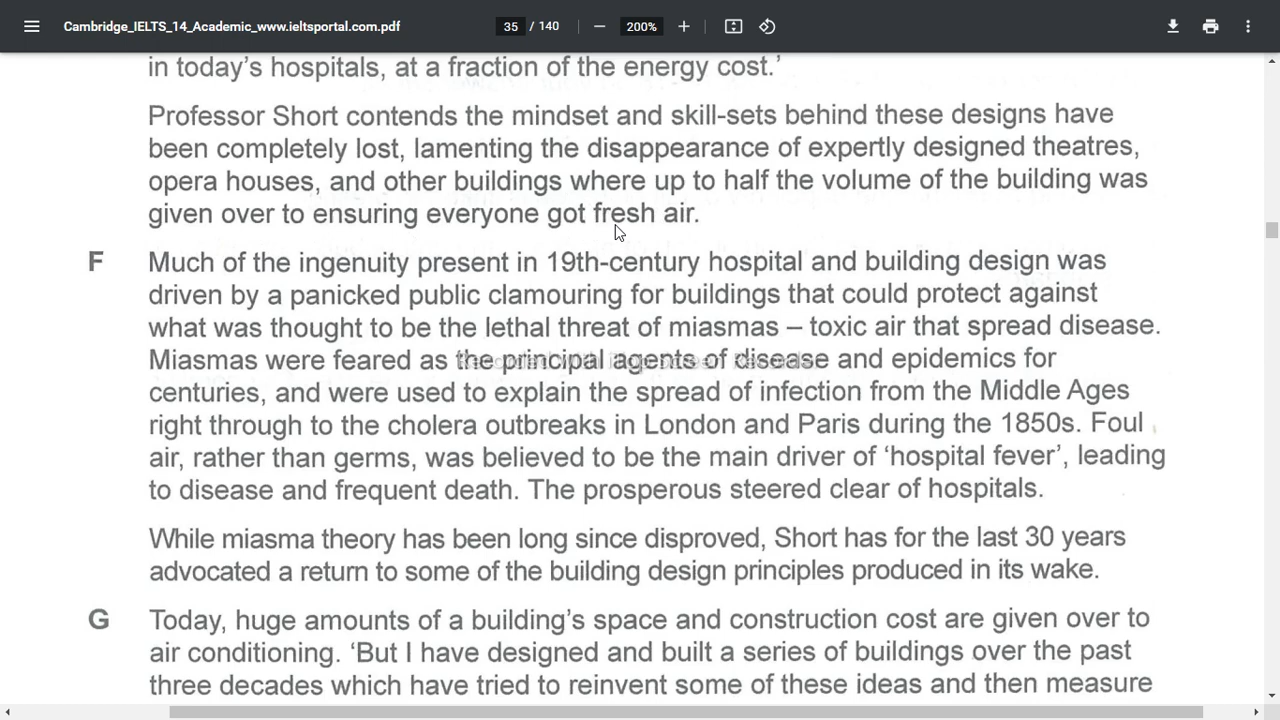 Cambridge_IELTS_14_Academic_www.ieltsportal.com.pdf
35 / 140
200%
in today's hospitals, at a fraction of the energy cost.'
Professor Short contends the mindset and skill-sets behind these designs have
been completely lost, lamenting the disappearance of expertly designed theatres,
opera houses, and other buildings where up to half the volume of the building was
given over to ensuring everyone got fresh air.
F Much of the ingenuity present in 19th-century hospital and building design was
driven by a panicked public clamouring for buildings that could protect against
what was thought to be the lethal threat of miasmas – toxic air that spread disease.
Miasmas were feared as the principal agents of disease and epidemics for
centuries, and were used to explain the spread of infection from the Middle Ages
right through to the cholera outbreaks in London and Paris during the 1850s. Foul
air, rather than germs, was believed to be the main driver of 'hospital fever', leading
to disease and frequent death. The prosperous steered clear of hospitals.
While miasma theory has been long since disproved, Short has for the last 30 years
advocated a return to some of the building design principles produced in its wake.
G Today, huge amounts of a building's space and construction cost are given over to
air conditioning. 'But I have designed and built a series of buildings over the past
three decades which have tried to reinvent some of these ideas and then measure